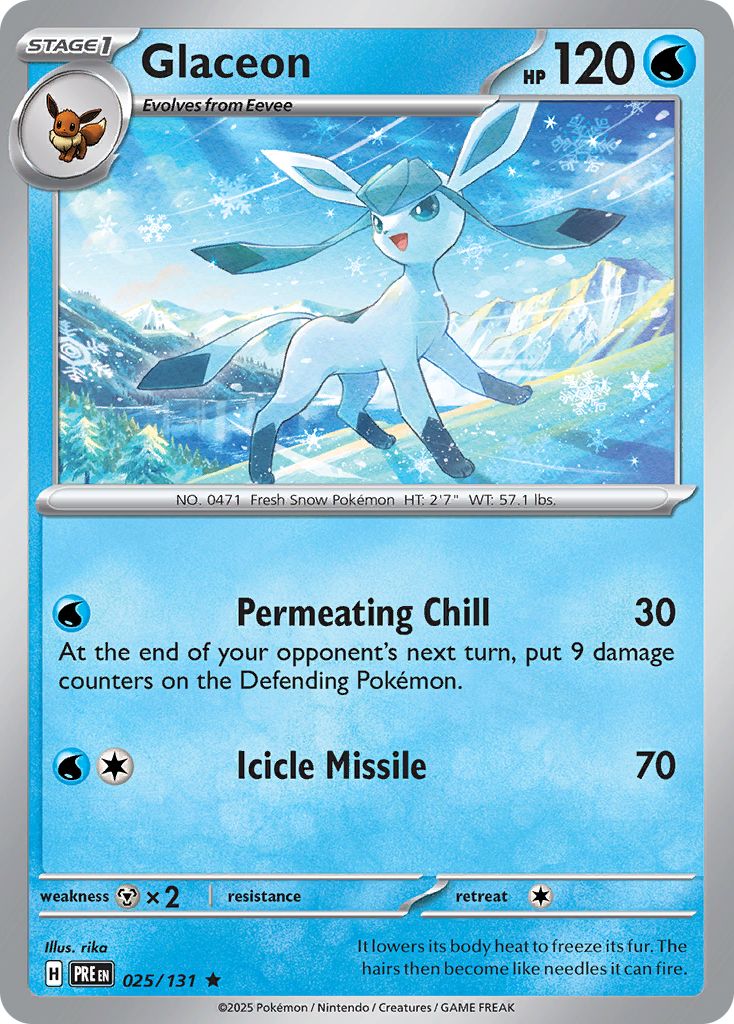 STAGE1
Glaceon
HP 120
Evolves from Eevee
NO. 0471 Fresh Snow Pokémon HT: 2'7" WT: 57.1 lbs.
Permeating Chill 30
At the end of your opponent's next turn, put 9 damage
counters on the Defending Pokémon.
Icicle Missile 70
weakness ×2 resistance retreat
Illus. rika
It lowers its body heat to freeze its fur. The
hairs then become like needles it can fire.
H PRE EN 025/131 ★
©2025 Pokémon / Nintendo / Creatures / GAME FREAK